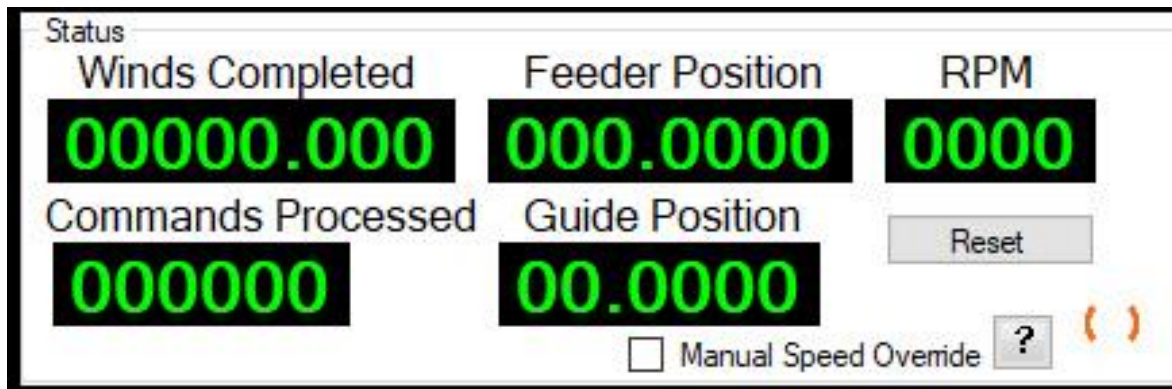 Status
Winds Completed Feeder Position RPM
00000.000 000.0000 0000
Commands Processed Guide Position
Reset
000000 00.0000
Manual Speed Override ? ( )